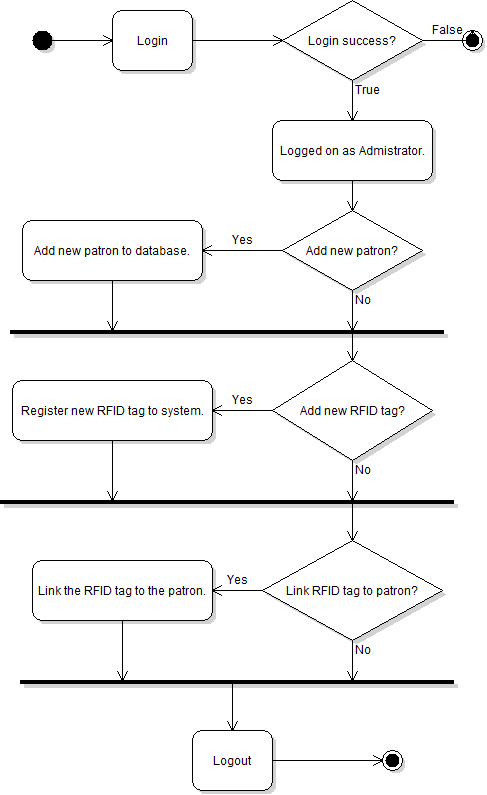 Login
Login success?
False
True
Logged on as Admistrator.
Add new patron to database.
Yes
Add new patron?
No
Register new RFID tag to system.
Yes
Add new RFID tag?
No
Link the RFID tag to the patron.
Yes
Link RFID tag to patron?
No
Logout